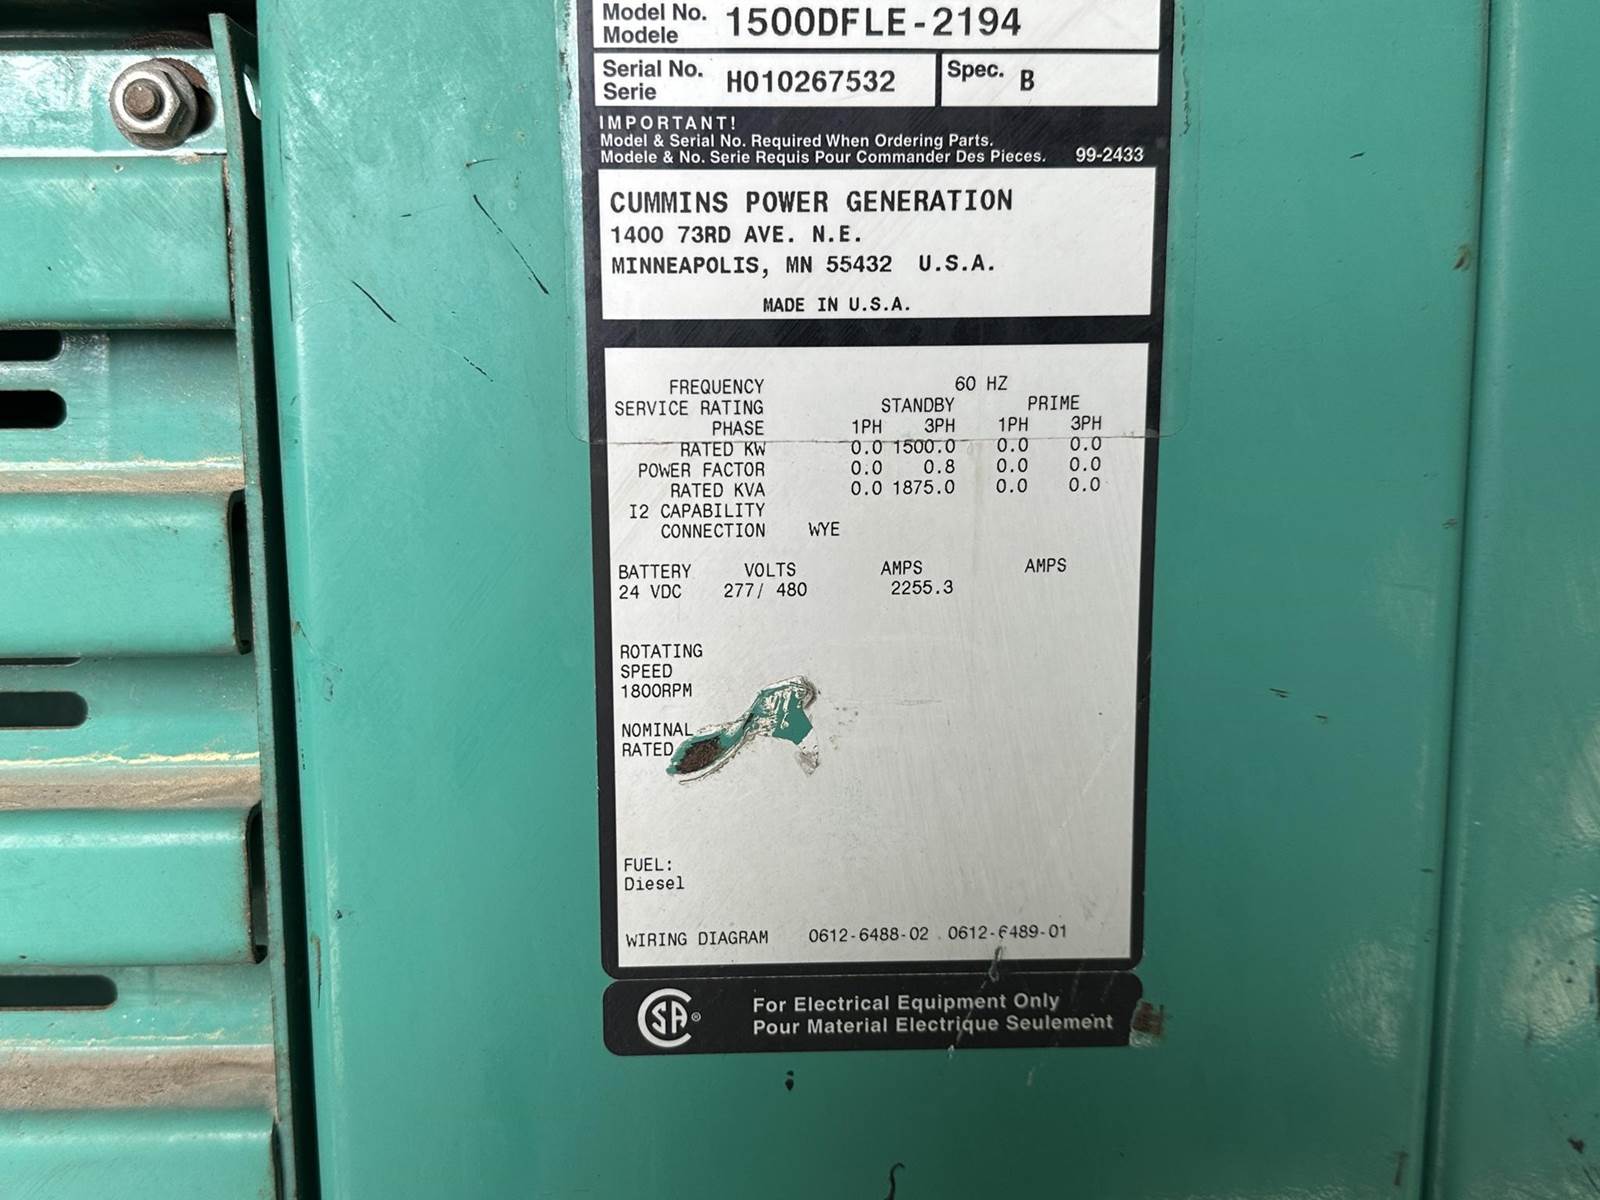 Model No. 1500DFLE-2194
Modele
Serial No. H010267532 Spec. B
Serie
IMPORTANT!
Model & Serial No. Required When Ordering Parts.
Modele & No. Serie Requis Pour Commander Des Pieces. 99-2433
CUMMINS POWER GENERATION
1400 73RD AVE. N.E.
MINNEAPOLIS, MN 55432 U.S.A.
MADE IN U.S.A.
FREQUENCY 60 HZ
SERVICE RATING STANDBY PRIME
PHASE 1PH 3PH 1PH 3PH
RATED KW 0.0 1500.0 0.0 0.0
POWER FACTOR 0.0 0.8 0.0 0.0
RATED KVA 0.0 1875.0 0.0 0.0
I2 CAPABILITY
CONNECTION WYE
BATTERY VOLTS AMPS AMPS
24 VDC 277/ 480 2255.3
ROTATING
SPEED
1800RPM
NOMINAL
RATED
FUEL:
Diesel
WIRING DIAGRAM 0612-6488-02 0612-6489-01
CSA ® For Electrical Equipment Only
Pour Material Electrique Seulement